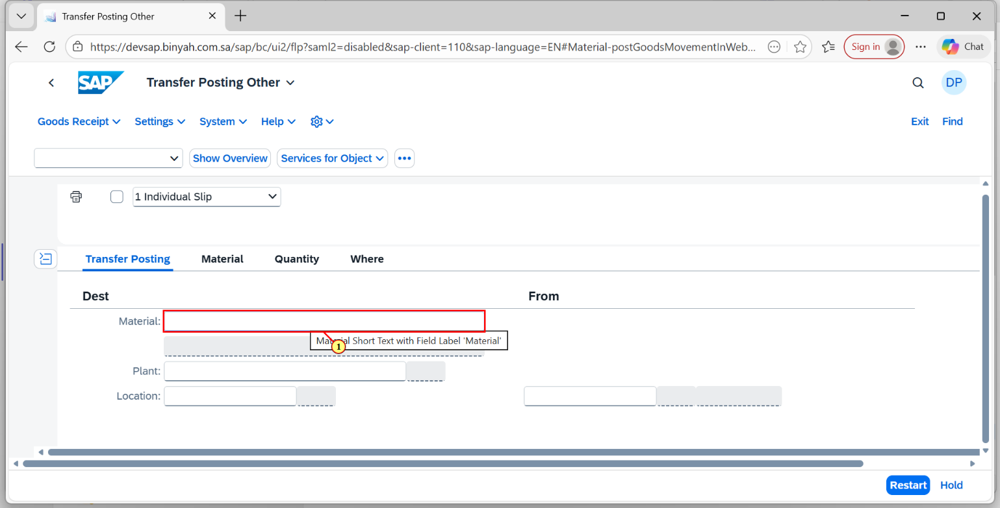 Transfer Posting Other
https://devsap.binyah.com.sa/sap/bc/ui2/flp?saml2=disabled&sap-client=110&sap-language=EN#Material-postGoodsMovementInWeb...
Sign in
Chat
SAP
Transfer Posting Other
DP
Goods Receipt
Settings
System
Help
Exit
Find
Show Overview
Services for Object
1 Individual Slip
Transfer Posting
Material
Quantity
Where
Dest
From
Material:
Material Short Text with Field Label 'Material'
1
Plant:
Location:
Restart
Hold